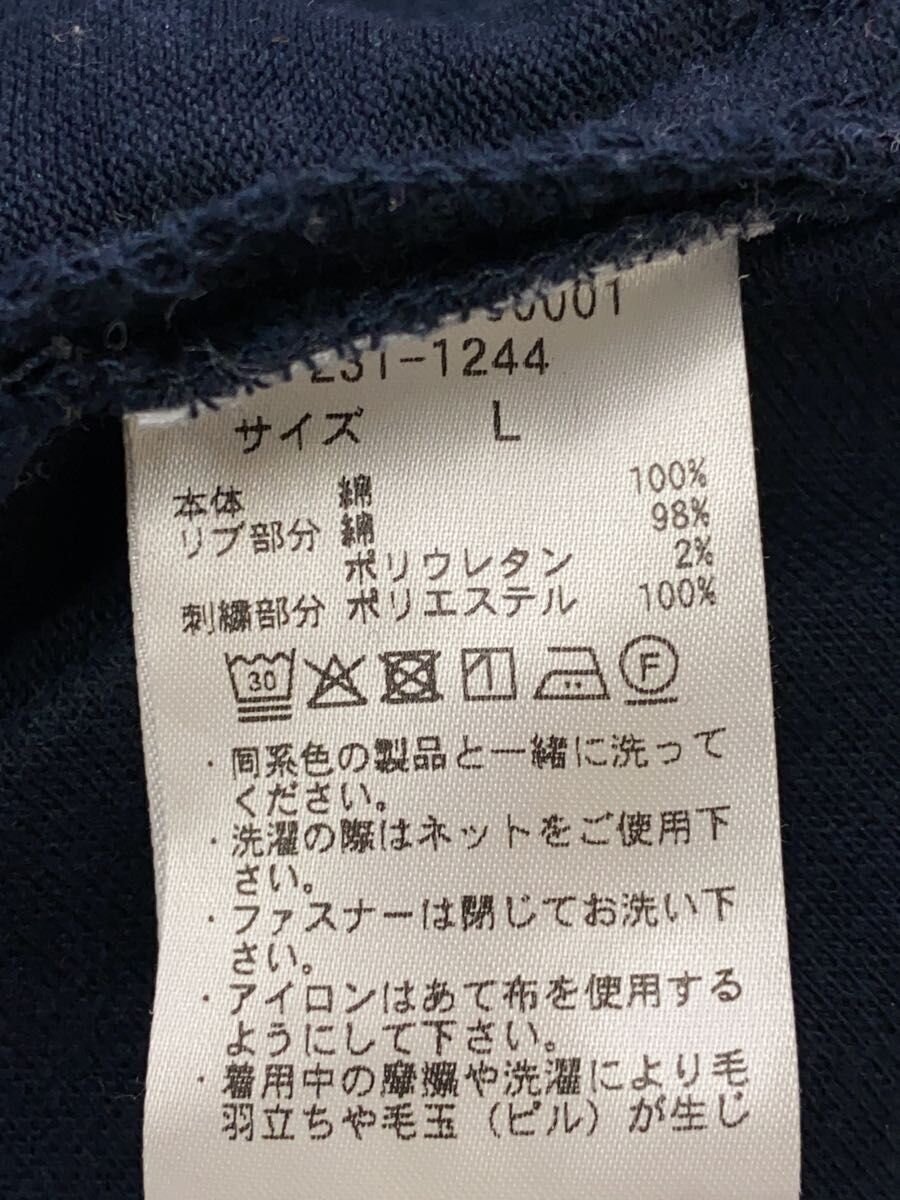 90001
231-1244
サイズ L
本体 綿 100%
リブ部分 綿 98%
ポリウレタン 2%
刺繍部分 ポリエステル 100%
30 F
・同系色の製品と一緒に洗って
ください。
・洗濯の際はネットをご使用下
さい。
・ファスナーは閉じてお洗い下
さい。
・アイロンはあて布を使用する
ようにして下さい。
・着用中の摩擦や洗濯により毛
羽立ちや毛玉(ピル)が生じ